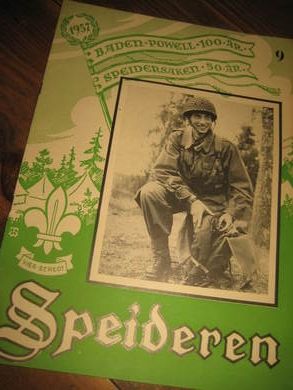 1957
BADEN-POWELL·100·ÅR·
SPEIDERSAKEN·50·ÅR·
9
VÆR BEREDT
Speideren